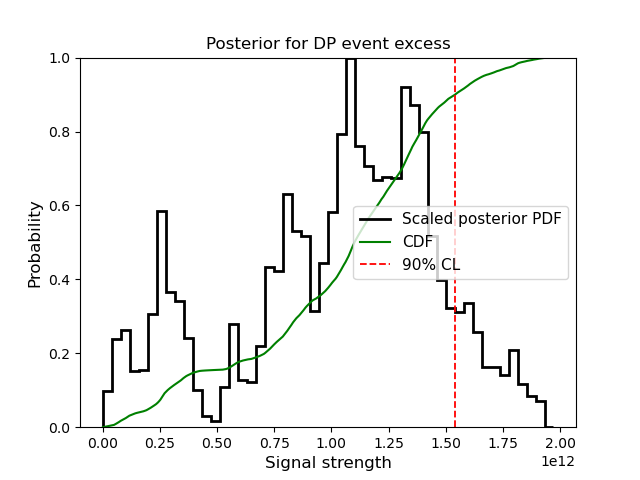 Posterior for DP event excess
Probability
1.0
0.8
0.6
0.4
0.2
0.0
Scaled posterior PDF
CDF
90% CL
0.00 0.25 0.50 0.75 1.00 1.25 1.50 1.75 2.00
1e12
Signal strength